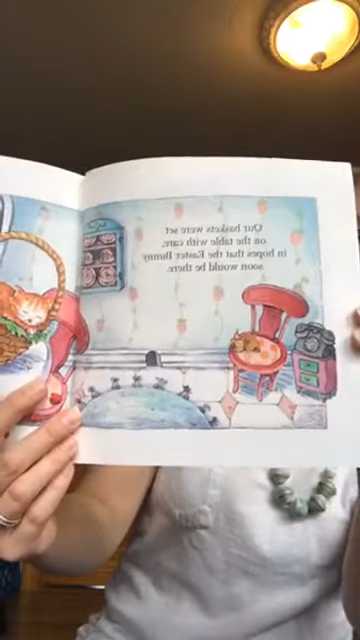 Our baskets were set
on the table with care,
in hopes that the Easter Bunny
soon would be there.